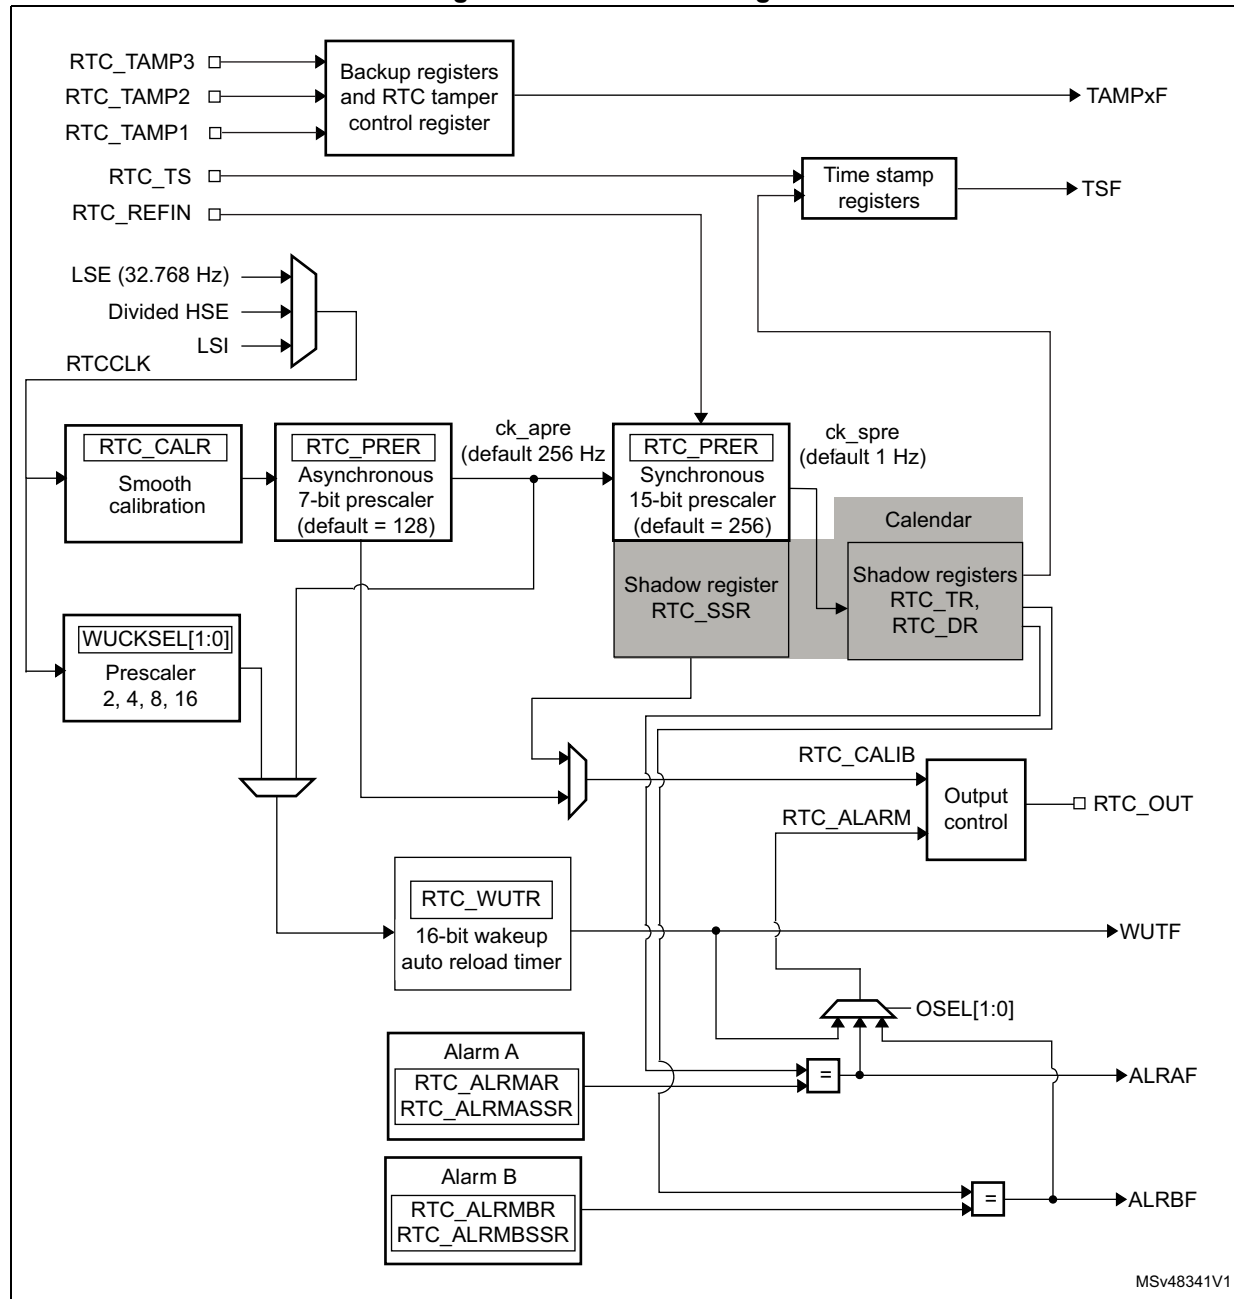 RTC_TAMP3
RTC_TAMP2
RTC_TAMP1
Backup registers
and RTC tamper
control register
TAMPxF
RTC_TS
RTC_REFIN
Time stamp
registers
TSF
LSE (32.768 Hz)
Divided HSE
LSI
RTCCLK
RTC_CALR
Smooth
calibration
RTC_PRER
Asynchronous
7-bit prescaler
(default = 128)
ck_apre
(default 256 Hz
RTC_PRER
Synchronous
15-bit prescaler
(default = 256)
ck_spre
(default 1 Hz)
Calendar
Shadow register
RTC_SSR
Shadow registers
RTC_TR,
RTC_DR
WUCKSEL[1:0]
Prescaler
2, 4, 8, 16
RTC_CALIB
RTC_ALARM
Output
control
RTC_OUT
RTC_WUTR
16-bit wakeup
auto reload timer
WUTF
OSEL[1:0]
Alarm A
RTC_ALRMAR
RTC_ALRMASSR
=
ALRAF
Alarm B
RTC_ALRMBR
RTC_ALRMBSSR
=
ALRBF
MSv48341V1